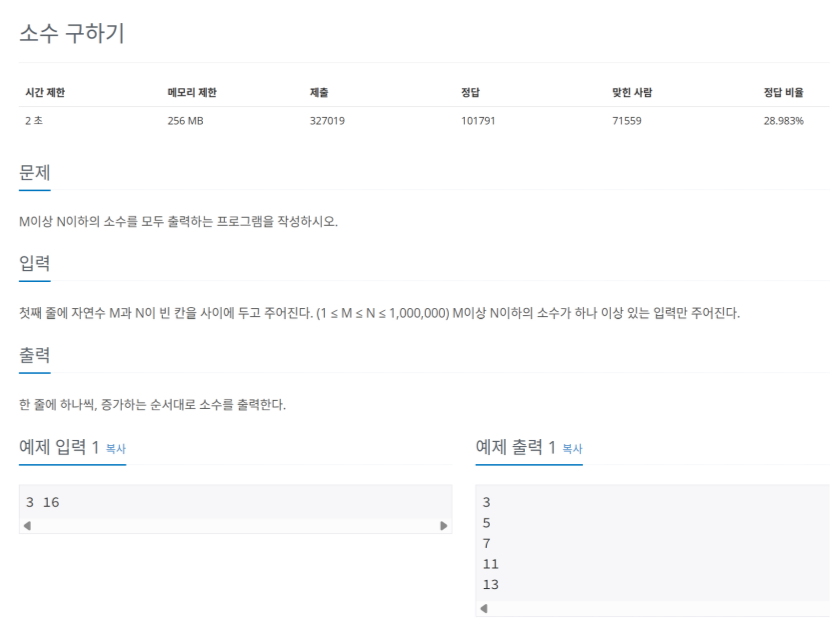 소수 구하기
시간 제한 메모리 제한 제출 정답 맞힌 사람 정답 비율
2 초 256 MB 327019 101791 71559 28.983%
문제
M이상 N이하의 소수를 모두 출력하는 프로그램을 작성하시오.
입력
첫째 줄에 자연수 M과 N이 빈 칸을 사이에 두고 주어진다. (1 ≤ M ≤ N ≤ 1,000,000) M이상 N이하의 소수가 하나 이상 있는 입력만 주어진다.
출력
한 줄에 하나씩, 증가하는 순서대로 소수를 출력한다.
예제 입력 1 복사
3 16
예제 출력 1 복사
3
5
7
11
13